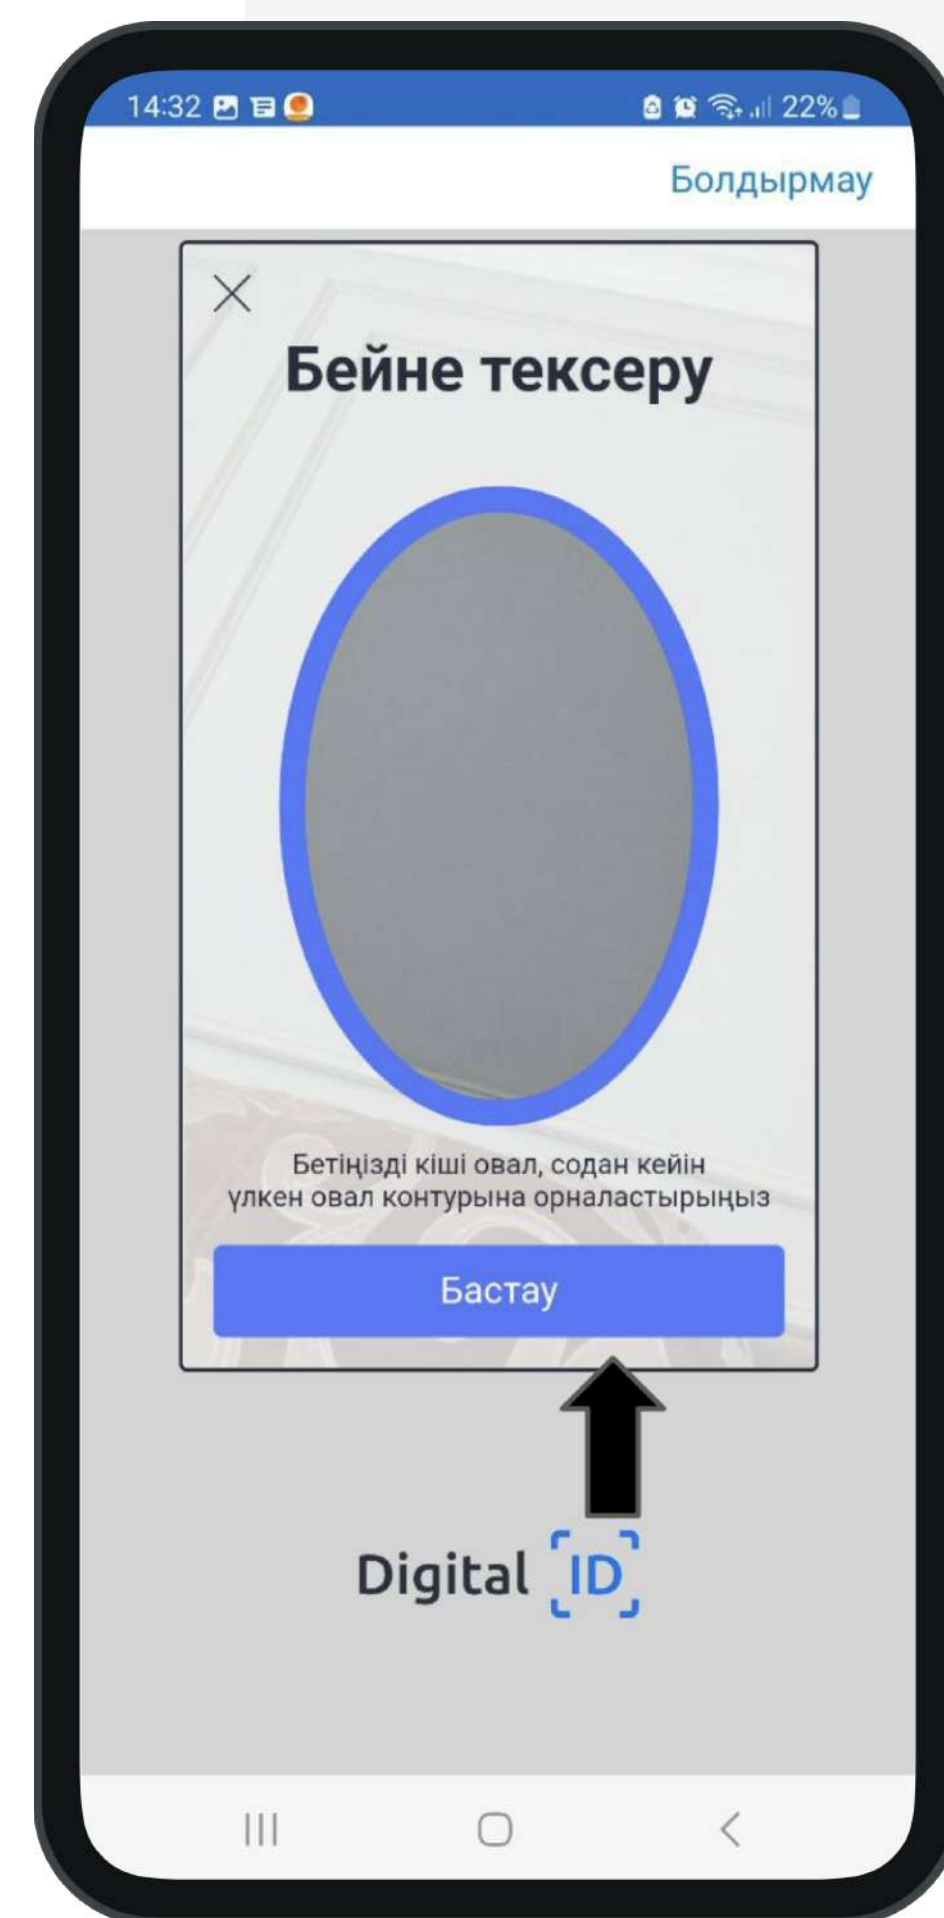 14:32
22%
Болдырмау
Бейне тексеру
Бетіңізді кіші овал, содан кейін
үлкен овал контурына орналастырыңыз
Бастау
Digital ID